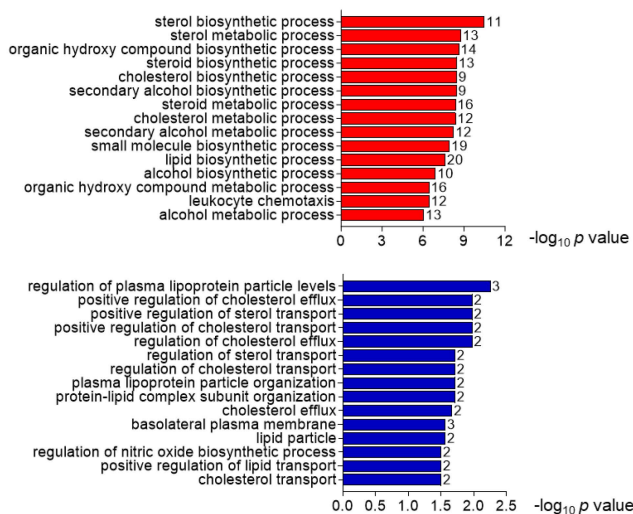 sterol biosynthetic process 11
sterol metabolic process 13
organic hydroxy compound biosynthetic process 14
steroid biosynthetic process 13
cholesterol biosynthetic process 9
secondary alcohol biosynthetic process 9
steroid metabolic process 16
cholesterol metabolic process 12
secondary alcohol metabolic process 12
small molecule biosynthetic process 19
lipid biosynthetic process 20
alcohol biosynthetic process 10
organic hydroxy compound metabolic process 16
leukocyte chemotaxis 12
alcohol metabolic process 13
0 3 6 9 12
-log10 p value
regulation of plasma lipoprotein particle levels 3
positive regulation of cholesterol efflux 2
positive regulation of sterol transport 2
positive regulation of cholesterol transport 2
regulation of cholesterol efflux 2
regulation of sterol transport 2
regulation of cholesterol transport 2
plasma lipoprotein particle organization 2
protein-lipid complex subunit organization 2
cholesterol efflux 2
basolateral plasma membrane 3
lipid particle 2
regulation of nitric oxide biosynthetic process 2
positive regulation of lipid transport 2
cholesterol transport 2
0.0 0.5 1.0 1.5 2.0 2.5
-log10 p value